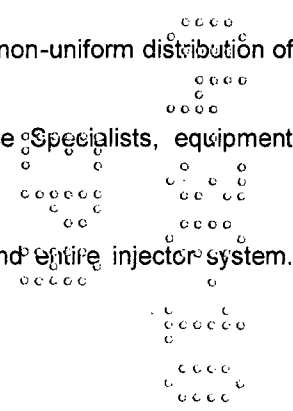 non-uniform distribution of
e Specialists, equipment
nd entire injector system.